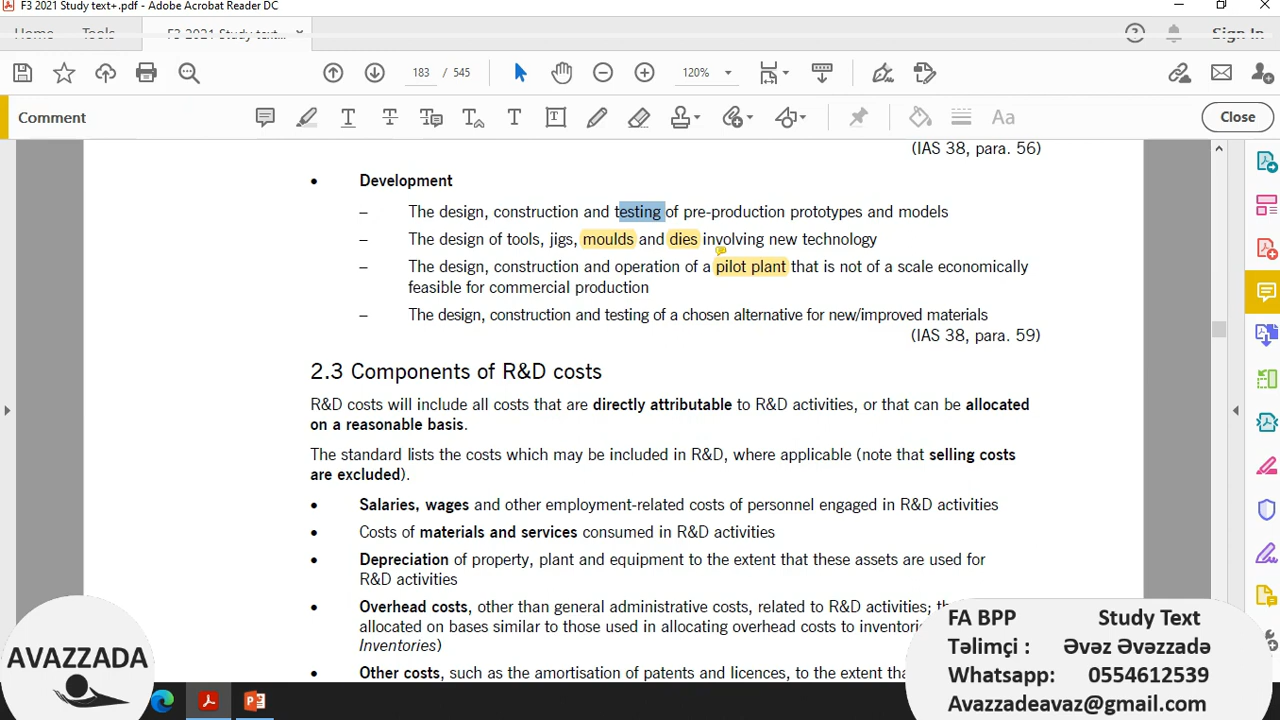 F3 2021 Study text+.pdf - Adobe Acrobat Reader DC
Home Tools F3 2021 Study text... × Sign In
183 / 545 120%
Comment Close
(IAS 38, para. 56)
• Development
– The design, construction and testing of pre-production prototypes and models
– The design of tools, jigs, moulds and dies involving new technology
– The design, construction and operation of a pilot plant that is not of a scale economically
feasible for commercial production
– The design, construction and testing of a chosen alternative for new/improved materials
(IAS 38, para. 59)
2.3 Components of R&D costs
R&D costs will include all costs that are directly attributable to R&D activities, or that can be allocated
on a reasonable basis.
The standard lists the costs which may be included in R&D, where applicable (note that selling costs
are excluded).
• Salaries, wages and other employment-related costs of personnel engaged in R&D activities
• Costs of materials and services consumed in R&D activities
• Depreciation of property, plant and equipment to the extent that these assets are used for
R&D activities
• Overhead costs, other than general administrative costs, related to R&D activities;
allocated on bases similar to those used in allocating overhead costs to
Inventories)
• Other costs, such as the amortisation of patents and licences, to the extent that
AVAZZADA
FA BPP Study Text
Təlimçi : Əvəz Əvəzzadə
Whatsapp: 0554612539
Avazzadeavaz@gmail.com